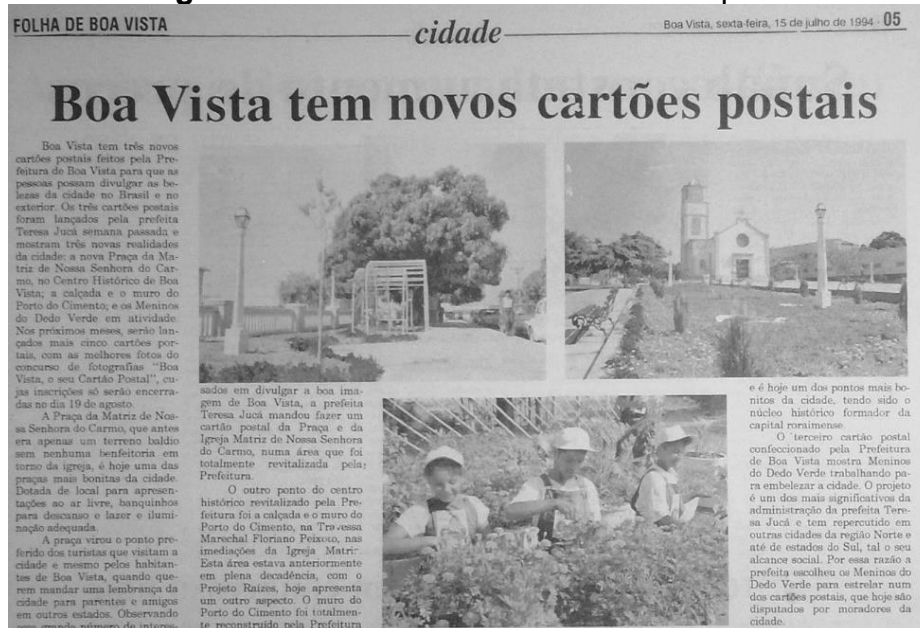 FOLHA DE BOA VISTA
cidade
Boa Vista, sexta-feira, 15 de julho de 1994 - 05
Boa Vista tem novos cartões postais
Boa Vista tem três novos
cartões postais feitos pela Pre-
feitura de Boa Vista para que as
pessoas possam divulgar as be-
lezas da cidade no Brasil e no
exterior. Os três cartões postais
foram lançados pela prefeita
Teresa Jucá semana passada e
mostram três novas realidades
da cidade: a nova Praça da Ma-
triz de Nossa Senhora do Car-
mo, no Centro Histórico de Boa
Vista; a calçada e o muro do
Porto do Cimento; e os Meninos
do Dedo Verde em atividade.
Nos próximos meses, serão lan-
çados mais cinco cartões por-
tais, com as melhores fotos do
concurso de fotografias "Boa
Vista, o seu Cartão Postal", cu-
jas inscrições só serão encerra-
das no dia 19 de agosto.
A Praça da Matriz de Nos-
sa Senhora do Carmo, que antes
era apenas um terreno baldio
sem nenhuma benfeitoria em
torno da igreja, é hoje uma das
praças mais bonitas da cidade.
Dotada de local para apresen-
tações ao ar livre, banquinhos
para descanso e lazer e ilumi-
nação adequada.
A praça virou o ponto pre-
ferido dos turistas que visitam a
cidade e mesmo pelos habitan-
tes de Boa Vista, quando que-
rem mandar uma lembrança da
cidade para parentes e amigos
em outros estados. Observando
esse grande número de interes-
sados em divulgar a boa ima-
gem de Boa Vista, a prefeita
Teresa Jucá mandou fazer um
cartão postal da Praça e da
Igreja Matriz de Nossa Senhora
do Carmo, numa área que foi
totalmente revitalizada pela
Prefeitura.
O outro ponto do centro
histórico revitalizado pela Pre-
feitura foi a calçada e o muro do
Porto do Cimento, na Travessa
Marechal Floriano Peixoto, nas
imediações da Igreja Matriz.
Esta área estava anteriormente
em plena decadência, com o
Projeto Raízes, hoje apresenta
um outro aspecto. O muro do
Porto do Cimento foi totalmen-
te reconstruído pela Prefeitura
e é hoje um dos pontos mais bo-
nitos da cidade, tendo sido o
núcleo histórico formador da
capital roraimense.
O terceiro cartão postal
confeccionado pela Prefeitura
de Boa Vista mostra Meninos
do Dedo Verde trabalhando pa-
ra embelezar a cidade. O projeto
é um dos mais significativos da
administração da prefeita Tere-
sa Jucá e tem repercutido em
outras cidades da região Norte e
até de estados do Sul, tal o seu
alcance social. Por essa razão a
prefeita escolheu os Meninos do
Dedo Verde para estrelar num
dos cartões postais, que hoje são
disputados por moradores da
cidade.